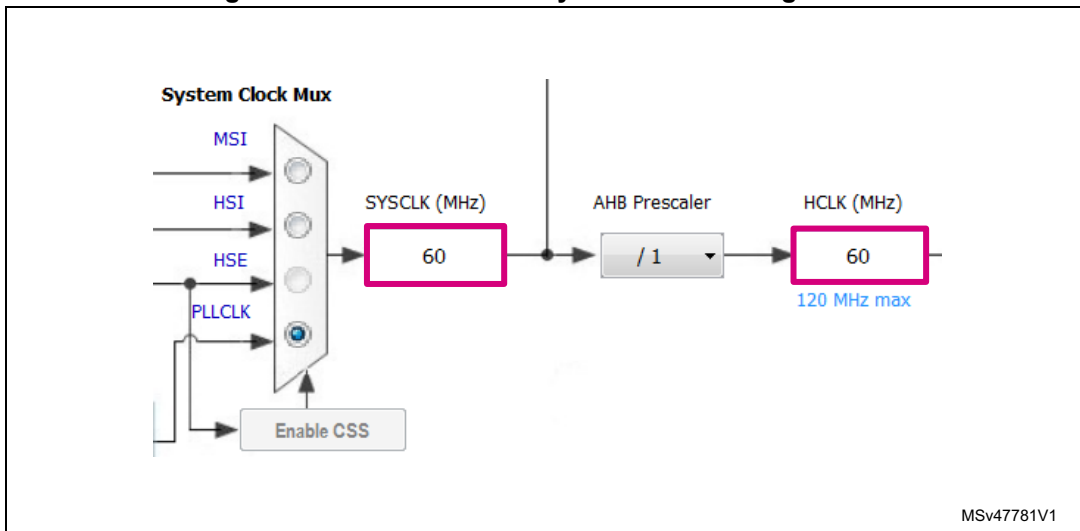 System Clock Mux
MSI
HSI
SYSCLK (MHz)
AHB Prescaler
HCLK (MHz)
60
/ 1
60
HSE
120 MHz max
PLLCLK
Enable CSS
MSv47781V1